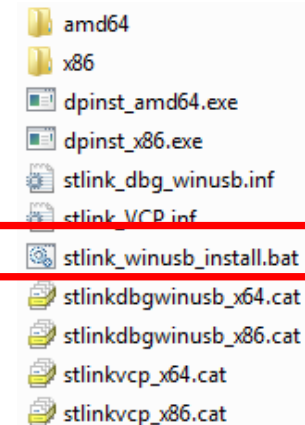 amd64
x86
dpinst_amd64.exe
dpinst_x86.exe
stlink_dbg_winusb.inf
stlink_VCP.inf
stlink_winusb_install.bat
stlinkdbgwinusb_x64.cat
stlinkdbgwinusb_x86.cat
stlinkvcp_x64.cat
stlinkvcp_x86.cat